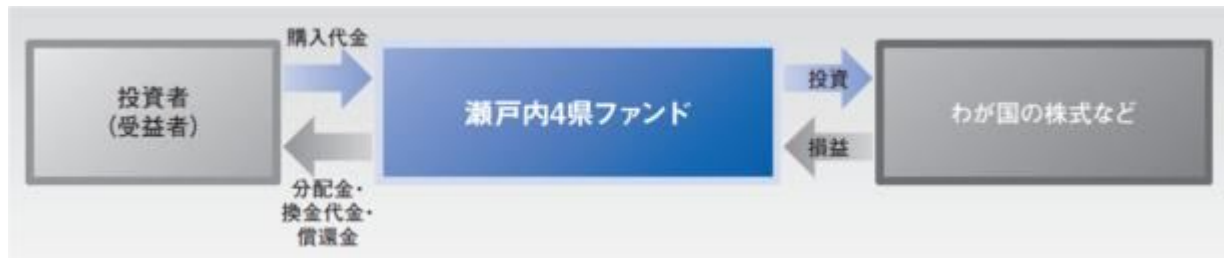 購入代金
投資者
(受益者)
瀬戸内4県ファンド
投資
わが国の株式など
損益
分配金・
換金代金・
償還金